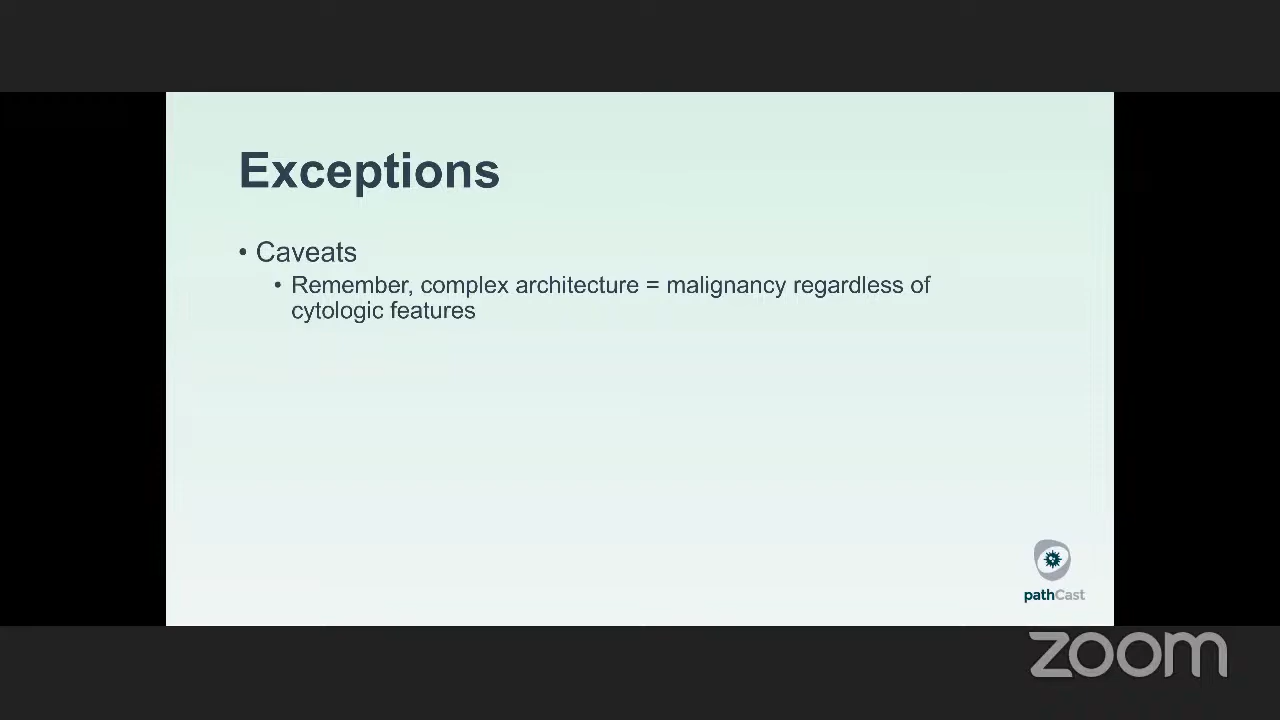 Exceptions
• Caveats
• Remember, complex architecture = malignancy regardless of
cytologic features
pathCast
zoom